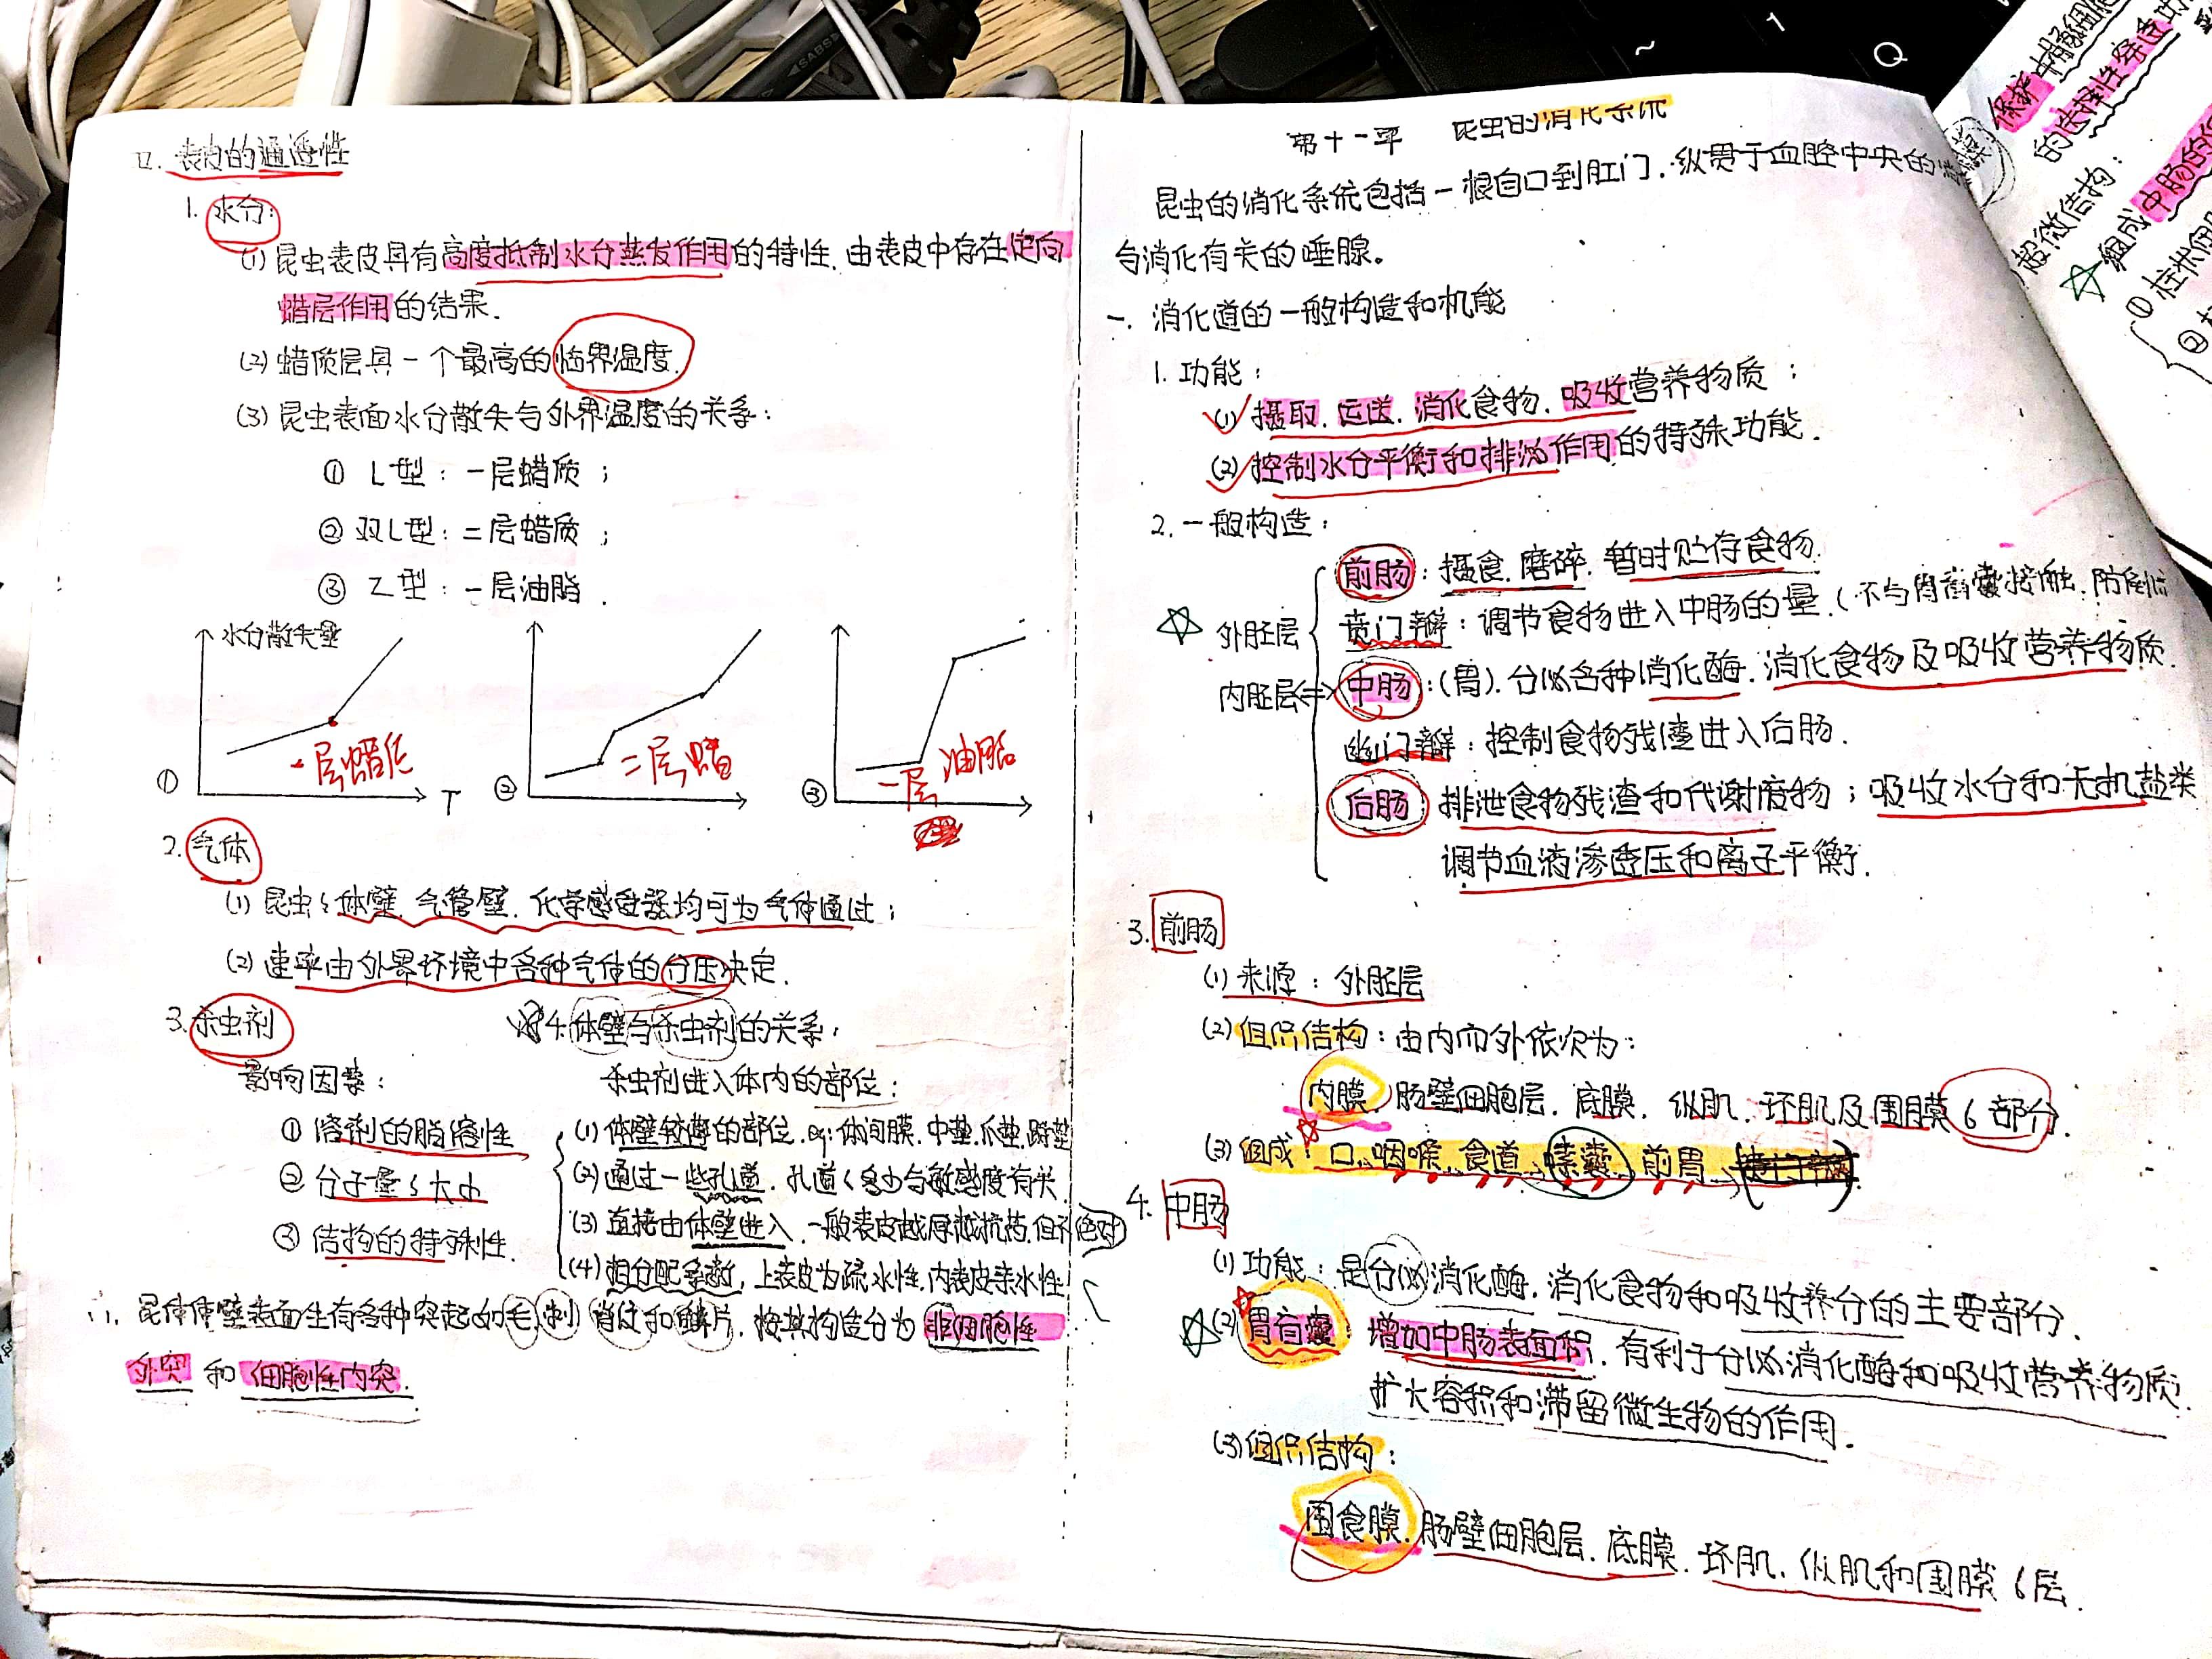 表皮的通透性
1. 水分:
(1) 昆虫表皮具有高度抵制水分蒸发作用的特性, 由表皮中存在定向
蜡层作用的结果.
(2) 蜡质层具一个最高的临界温度.
(3) 昆虫表面水分散失与外界温度的关系:
① L型: 一层蜡质;
② 双L型: 二层蜡质;
③ Z型: 一层油脂.
水分散失量
① 一层蜡质 T
② 二层蜡
③ 一层油脂
2. 气体
(1) 昆虫的体壁、气管壁、化学感受器均可为气体通过;
(2) 速率由外界环境中各种气体的分压决定.
3. 杀虫剂
影响因素:
① 溶剂的脂溶性
② 分子量的大小
③ 结构的特殊性.
4. 体壁与杀虫剂的关系:
杀虫剂进入体内的部位:
(1) 体壁较薄的部位. eg: 体间膜, 中垫, 爪垫, 跗垫
(2) 通过一些孔道. 孔道的多少与敏感度有关.
(3) 直接由体壁进入. 一般表皮越厚越抗药, 但不绝对
(4) 相分配系数, 上表皮为疏水性, 内表皮亲水性
昆体体壁表面生有各种突起如毛、刺、 和鳞片, 按其构造分为非细胞性
外突 和 细胞性内突.
第十一章 昆虫的消化系统
昆虫的消化系统包括一根自口到肛门, 纵贯于血腔中央的
与消化有关的唾腺。
一. 消化道的一般构造和机能
1. 功能:
(1) 摄取、运送、消化食物、吸收营养物质;
(2) 控制水分平衡和排泌作用的特殊功能.
2. 一般构造:
外胚层
内胚层
前肠: 摄食, 磨碎, 暂时贮存食物.
贲门瓣: 调节食物进入中肠的量. (不与胃盲囊接触, 防倒流
中肠: (胃). 分泌各种消化酶. 消化食物及吸收营养物质.
幽门瓣: 控制食物残渣进入后肠.
后肠 排泄食物残渣和代谢废物; 吸收水分和无机盐类
调节血液渗透压和离子平衡.
3. 前肠
(1) 来源: 外胚层
(2) 组织结构: 由内而外依次为:
内膜, 肠壁细胞层. 底膜. 纵肌. 环肌及围膜6部分.
(3) 组成: 口、咽喉、食道、嗉囊、前胃
4. 中肠
(1) 功能: 是分泌消化酶, 消化食物和吸收养分的主要部分.
(2) 胃盲囊: 增加中肠表面积, 有利于分泌消化酶和吸收营养物质.
扩大容积和滞留微生物的作用.
(3) 组织结构:
围食膜, 肠壁细胞层. 底膜. 环肌. 纵肌和围膜6层.
保护中肠细胞
的选择性穿透
超微结构:
组成中肠的
① 柱状细胞
②
~
1
Q
SABS